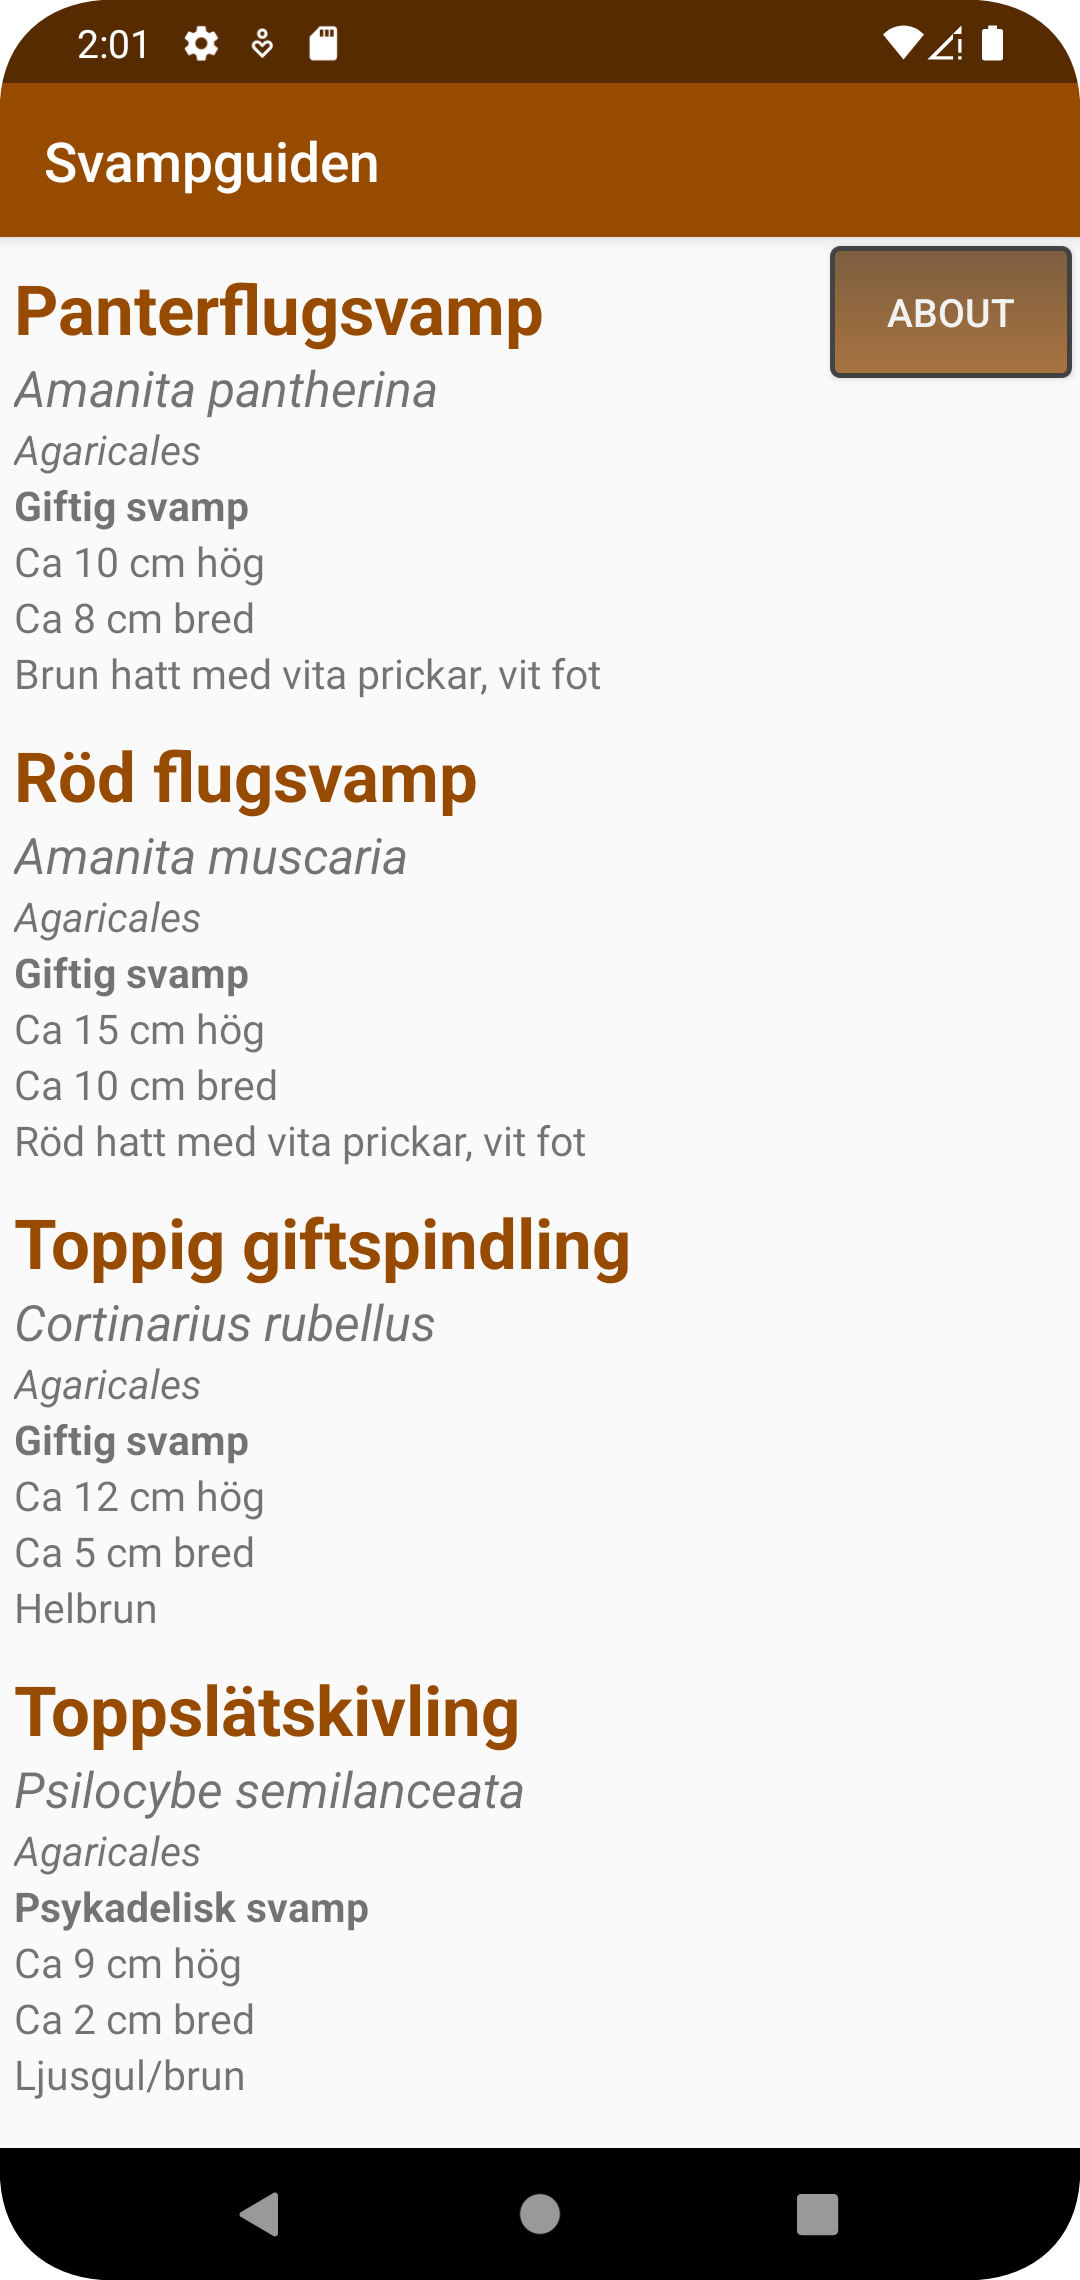 2:01
Svampguiden
ABOUT
Panterflugsvamp
Amanita pantherina
Agaricales
Giftig svamp
Ca 10 cm hög
Ca 8 cm bred
Brun hatt med vita prickar, vit fot
Röd flugsvamp
Amanita muscaria
Agaricales
Giftig svamp
Ca 15 cm hög
Ca 10 cm bred
Röd hatt med vita prickar, vit fot
Toppig giftspindling
Cortinarius rubellus
Agaricales
Giftig svamp
Ca 12 cm hög
Ca 5 cm bred
Helbrun
Toppslätskivling
Psilocybe semilanceata
Agaricales
Psykadelisk svamp
Ca 9 cm hög
Ca 2 cm bred
Ljusgul/brun